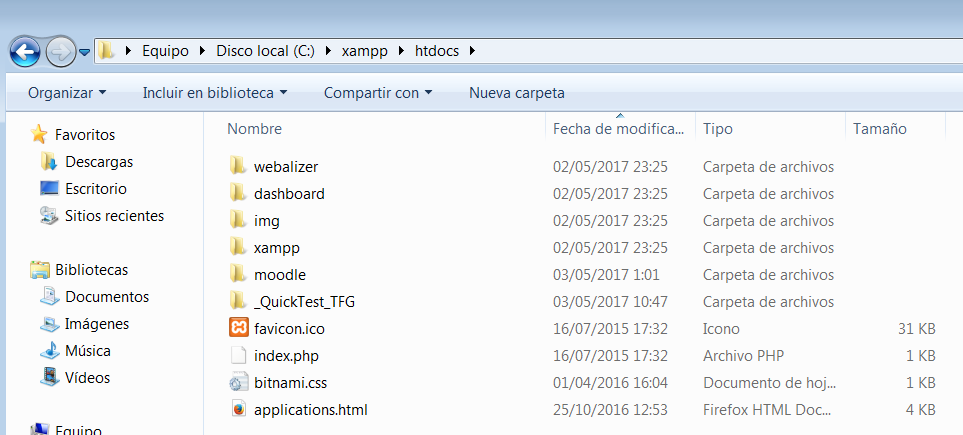 Equipo Disco local (C:) xampp htdocs
Organizar Incluir en biblioteca Compartir con Nueva carpeta
Favoritos
Descargas
Escritorio
Sitios recientes
Bibliotecas
Documentos
Imágenes
Música
Vídeos
Equipo
Nombre Fecha de modifica... Tipo Tamaño
webalizer 02/05/2017 23:25 Carpeta de archivos
dashboard 02/05/2017 23:25 Carpeta de archivos
img 02/05/2017 23:25 Carpeta de archivos
xampp 02/05/2017 23:25 Carpeta de archivos
moodle 03/05/2017 1:01 Carpeta de archivos
_QuickTest_TFG 03/05/2017 10:47 Carpeta de archivos
favicon.ico 16/07/2015 17:32 Icono 31 KB
index.php 16/07/2015 17:32 Archivo PHP 1 KB
bitnami.css 01/04/2016 16:04 Documento de hoj... 1 KB
applications.html 25/10/2016 12:53 Firefox HTML Doc... 4 KB